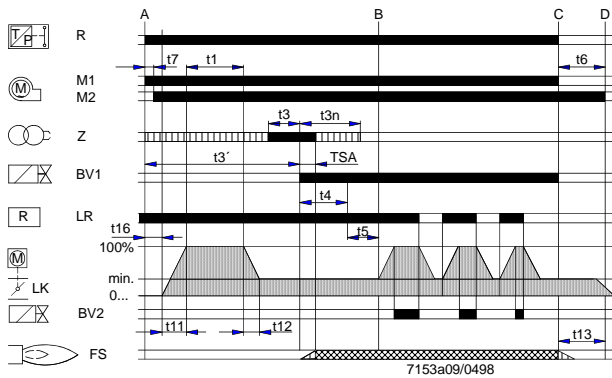 A B C D
T P R
t7 t1 t6
M M1
M2
t3 t3n
Z
t3´ TSA
BV1
t4
R LR
t16 t5
100%
M
min.
LK
0...
BV2
t11 t12 t13
FS
7153a09/0498